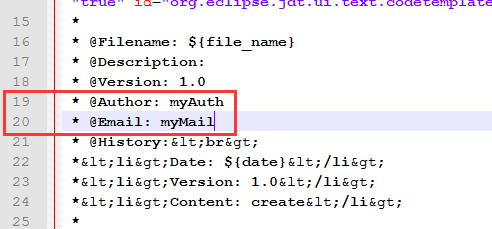 "true" id="org.eclipse.jdt.ui.text.codetemplate
15 *
16 * @Filename: ${file_name}
17 * @Description:
18 * @Version: 1.0
19 * @Author: myAuth
20 * @Email: myMail
21 * @History:&lt;br&gt;
22 *&lt;li&gt;Date: ${date}&lt;/li&gt;
23 *&lt;li&gt;Version: 1.0&lt;/li&gt;
24 *&lt;li&gt;Content: create&lt;/li&gt;
25 *